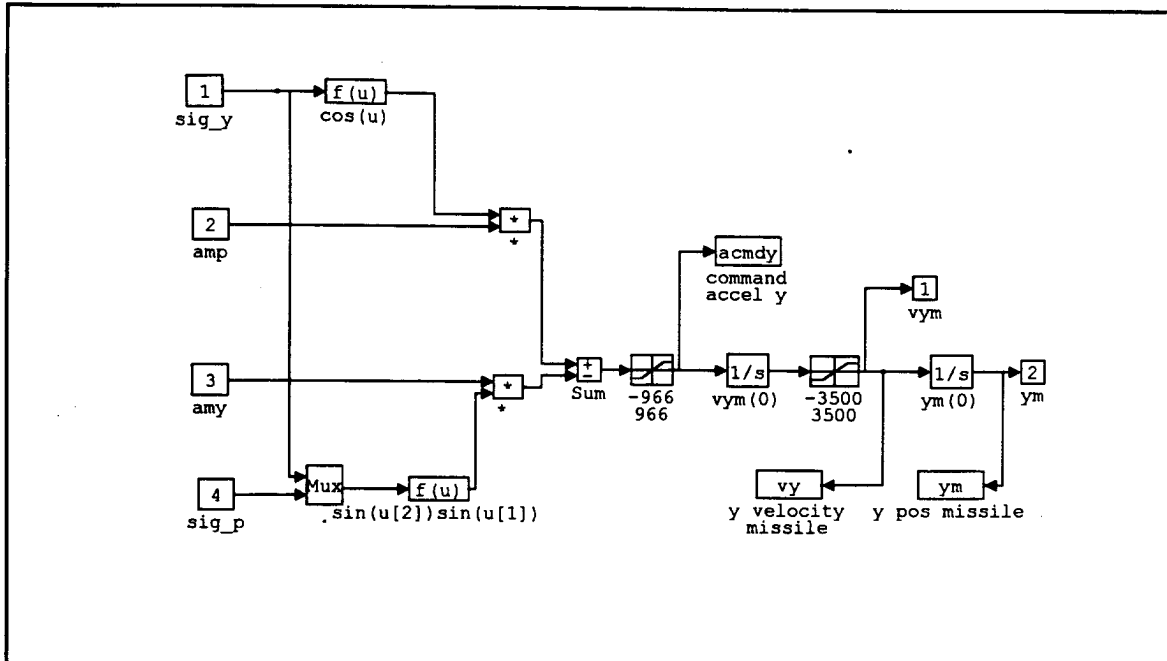 1
sig_y
f(u)
cos(u)
2
amp
*
*
acmdy
command
accel y
1
vym
3
amy
*
*
+
-
Sum
-966
966
1/s
vym(0)
-3500
3500
1/s
ym(0)
2
ym
4
sig_p
Mux
f(u)
sin(u[2])sin(u[1])
vy
y velocity
missile
ym
y pos missile